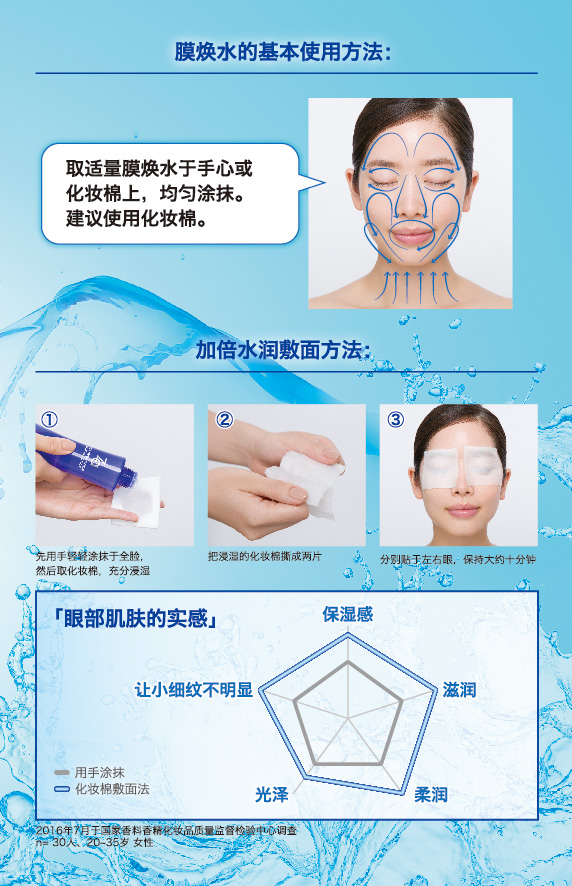 膜焕水的基本使用方法：
取适量膜焕水于手心或
化妆棉上，均匀涂抹。
建议使用化妆棉。
加倍水润敷面方法：
① ② ③
先用手轻轻涂抹于全脸，
然后取化妆棉，充分浸湿
把浸湿的化妆棉撕成两片
分别贴于左右眼，保持大约十分钟
「眼部肌肤的实感」
保湿感
让小细纹不明显
滋润
用手涂抹
化妆棉敷面法
光泽
柔润
2016年7月于国家香料香精化妆品质量监督检验中心调查
n= 30人、20-35岁 女性